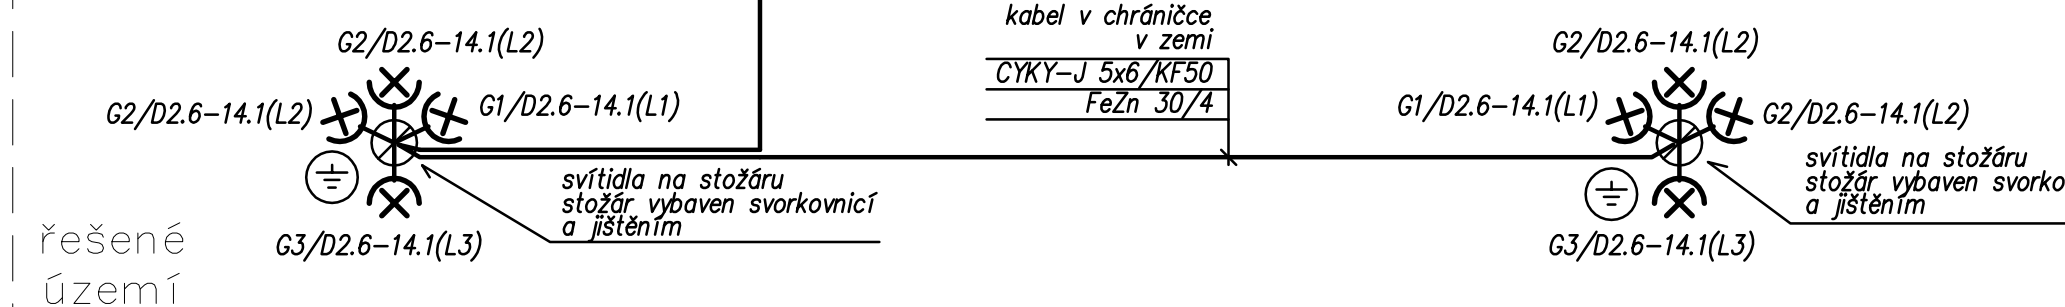 kabel v chráničce
v zemi
CYKY-J 5x6/KF50
FeZn 30/4
G2/D2.6-14.1(L2)
G2/D2.6-14.1(L2)
G1/D2.6-14.1(L1)
G3/D2.6-14.1(L3)
svítidla na stožáru
stožár vybaven svorkovnicí
a jištěním
G2/D2.6-14.1(L2)
G1/D2.6-14.1(L1)
G2/D2.6-14.1(L2)
G3/D2.6-14.1(L3)
svítidla na stožáru
stožár vybaven svorko
a jištěním
řešené
území